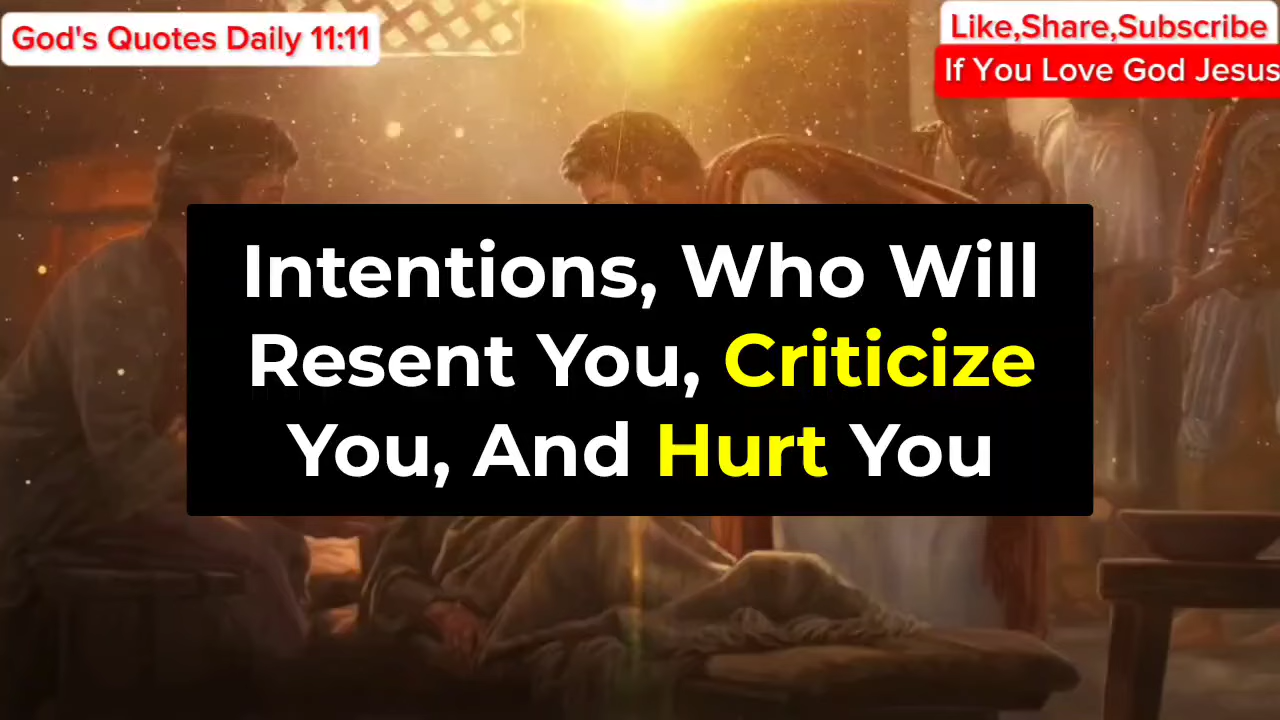 God's Quotes Daily 11:11
Like,Share,Subscribe
If You Love God Jesus
Intentions, Who Will
Resent You, Criticize
You, And Hurt You